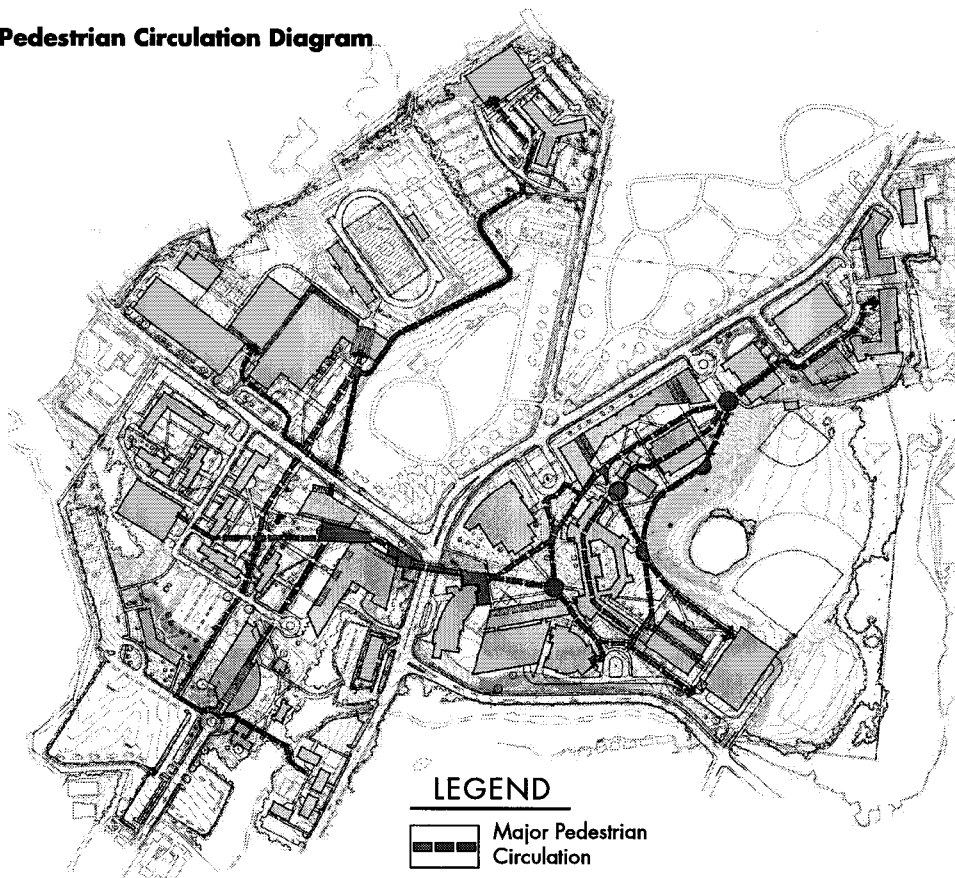 Pedestrian Circulation Diagram
LEGEND
Major Pedestrian
Circulation